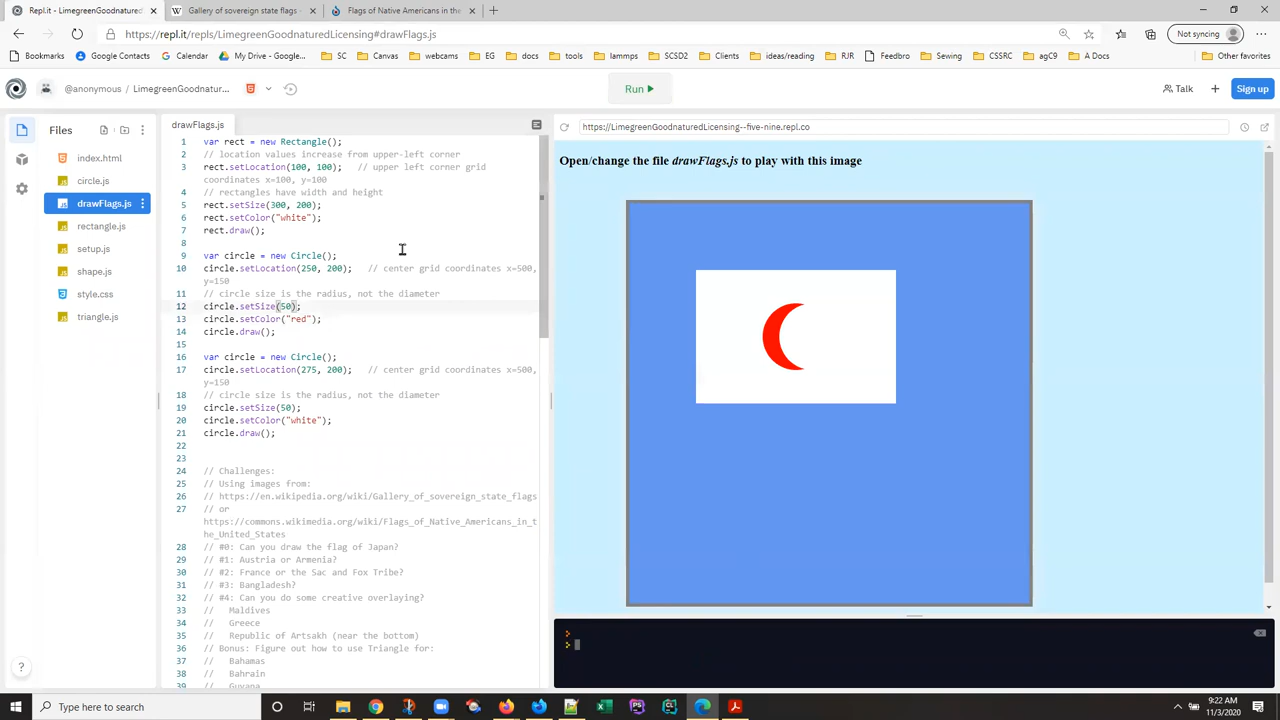 Repl.it - LimegreenGoodnaturedL
Gallery of sovereign state flags -
Flags of Native Americans in the
https://repl.it/repls/LimegreenGoodnaturedLicensing#drawFlags.js
Not syncing
Bookmarks
Google Contacts
Calendar
My Drive - Google...
SC
Canyon
webcams
EG
docs
tools
lammps
SCSD2
ideas/reading
RJR
Feedbro
Sewing
agC9
A Docs
Other favorites
@anonymous / LimegreenGoodnatur...
Run
Talk
Sign up
Files
index.html
circle.js
drawFlags.js
rectangle.js
setup.js
shape.js
style.css
triangle.js
drawFlags.js
1 var rect = new Rectangle();
2 // location values increase from upper-left corner
3 rect.setLocation(100, 100); // upper left corner grid
coordinates x=100, y=100
4 // rectangles have width and height
5 rect.setSize(300, 200);
6 rect.setColor("white");
7 rect.draw();
8
9 var circle = new Circle();
10 circle.setLocation(250, 200); // center grid coordinates x=500,
y=150
11 // circle size is the radius, not the diameter
12 circle.setSize(50);
13 circle.setColor("red");
14 circle.draw();
15
16 var circle = new Circle();
17 circle.setLocation(275, 200); // center grid coordinates x=500,
y=150
18 // circle size is the radius, not the diameter
19 circle.setSize(50);
20 circle.setColor("white");
21 circle.draw();
22
23
24 // Challenges:
25 // Using images from:
26 // https://en.wikipedia.org/wiki/Gallery_of_sovereign_state_flags
27 // or
https://commons.wikimedia.org/wiki/Flags_of_Native_Americans_in_t
he_United_States
28 // #0: Can you draw the flag of Japan?
29 // #1: Austria or Armenia?
30 // #2: France or the Sac and Fox Tribe?
31 // #3: Bangladesh?
32 // #4: Can you do some creative overlaying?
33 // Maldives
34 // Greece
35 // Republic of Artsakh (near the bottom)
36 // Bonus: Figure out how to use Triangle for:
37 // Bahamas
38 // Bahrain
39 // Guyana
https://LimegreenGoodnaturedLicensing--five-nine.repl.co
Open/change the file drawFlags.js to play with this image
Type here to search
9:22 AM
11/3/2020